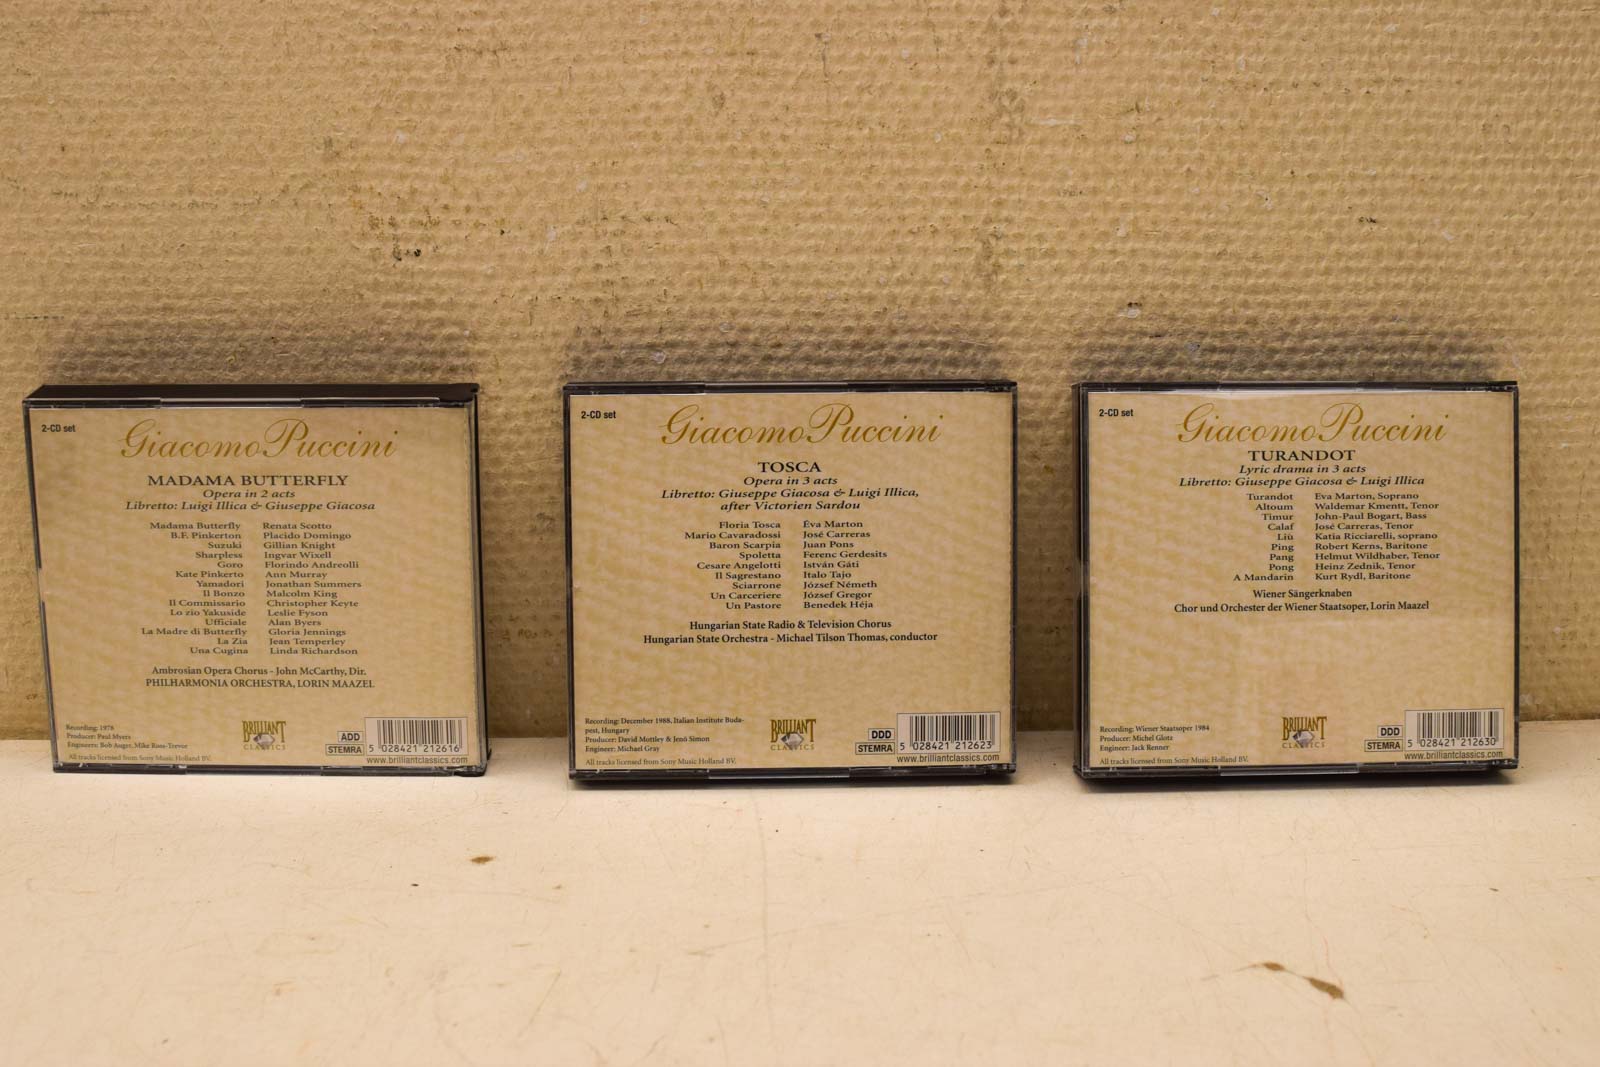 2-CD set
Giacomo Puccini
MADAMA BUTTERFLY
Opera in 2 acts
Libretto: Luigi Illica & Giuseppe Giacosa
Madama Butterfly Renata Scotto
B.F. Pinkerton Placido Domingo
Suzuki Gillian Knight
Sharpless Ingvar Wixell
Goro Florindo Andreolli
Kate Pinkerto Ann Murray
Yamadori Jonathan Summers
Il Bonzo Malcolm King
Il Commissario Christopher Keyte
Lo zio Yakuside Leslie Fyson
Ufficiale Alan Byers
La Madre di Butterfly Gloria Jennings
La Zia Jean Temperley
Una Cugina Linda Richardson
Ambrosian Opera Chorus - John McCarthy, Dir.
PHILHARMONIA ORCHESTRA, LORIN MAAZEL
Recording: 1978
Producer: Paul Myers
Engineers: Bob Auger, Mike Ross-Trevor
All tracks licensed from Sony Music Holland BV.
BRILLIANT
CLASSICS
ADD
STEMRA
5 028421 212616
www.brilliantclassics.com
2-CD set
Giacomo Puccini
TOSCA
Opera in 3 acts
Libretto: Giuseppe Giacosa & Luigi Illica,
after Victorien Sardou
Floria Tosca Éva Marton
Mario Cavaradossi José Carreras
Baron Scarpia Juan Pons
Spoletta Ferenc Gerdesits
Cesare Angelotti István Gáti
Il Sagrestano Italo Tajo
Sciarrone József Németh
Un Carceriere József Gregor
Un Pastore Benedek Héja
Hungarian State Radio & Television Chorus
Hungarian State Orchestra - Michael Tilson Thomas, conductor
Recording: December 1988, Italian Institute Buda-
pest, Hungary
Producer: David Mottley & Jenö Simon
Engineer: Michael Gray
All tracks licensed from Sony Music Holland BV.
BRILLIANT
CLASSICS
DDD
STEMRA
5 028421 212623
www.brilliantclassics.com
2-CD set
Giacomo Puccini
TURANDOT
Lyric drama in 3 acts
Libretto: Giuseppe Giacosa & Luigi Illica
Turandot Eva Marton, Soprano
Altoum Waldemar Kmentt, Tenor
Timur John-Paul Bogart, Bass
Calaf José Carreras, Tenor
Liù Katia Ricciarelli, soprano
Ping Robert Kerns, Baritone
Pang Helmut Wildhaber, Tenor
Pong Heinz Zednik, Tenor
A Mandarin Kurt Rydl, Baritone
Wiener Sängerknaben
Chor und Orchester der Wiener Staatsoper, Lorin Maazel
Recording: Wiener Staatsoper 1984
Producer: Michel Glotz
Engineer: Jack Renner
All tracks licensed from Sony Music Holland BV.
BRILLIANT
CLASSICS
DDD
STEMRA
5 028421 212630
www.brilliantclassics.com